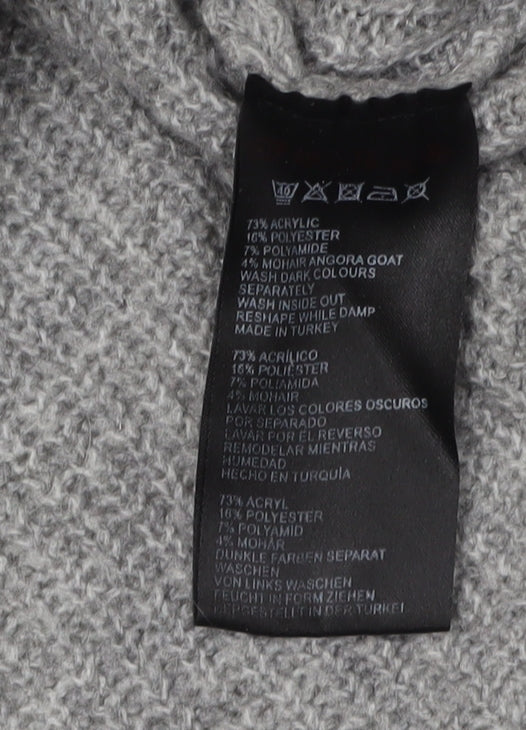 40
73% ACRYLIC
16% POLYESTER
7% POLYAMIDE
4% MOHAIR ANGORA GOAT
WASH DARK COLOURS
SEPARATELY
WASH INSIDE OUT
RESHAPE WHILE DAMP
MADE IN TURKEY
73% ACRÍLICO
16% POLIÉSTER
7% POLIAMIDA
4% MOHAIR
LAVAR LOS COLORES OSCUROS
POR SEPARADO
LAVAR POR EL REVERSO
REMODELAR MIENTRAS
HUMEDAD
HECHO EN TURQUÍA
73% ACRYL
16% POLYESTER
7% POLYAMID
4% MOHAR
DUNKLE FARBEN SEPARAT
WASCHEN
VON LINKS WASCHEN
FEUCHT IN FORM ZIEHEN
HERGESTELLT IN DER TÜRKEI